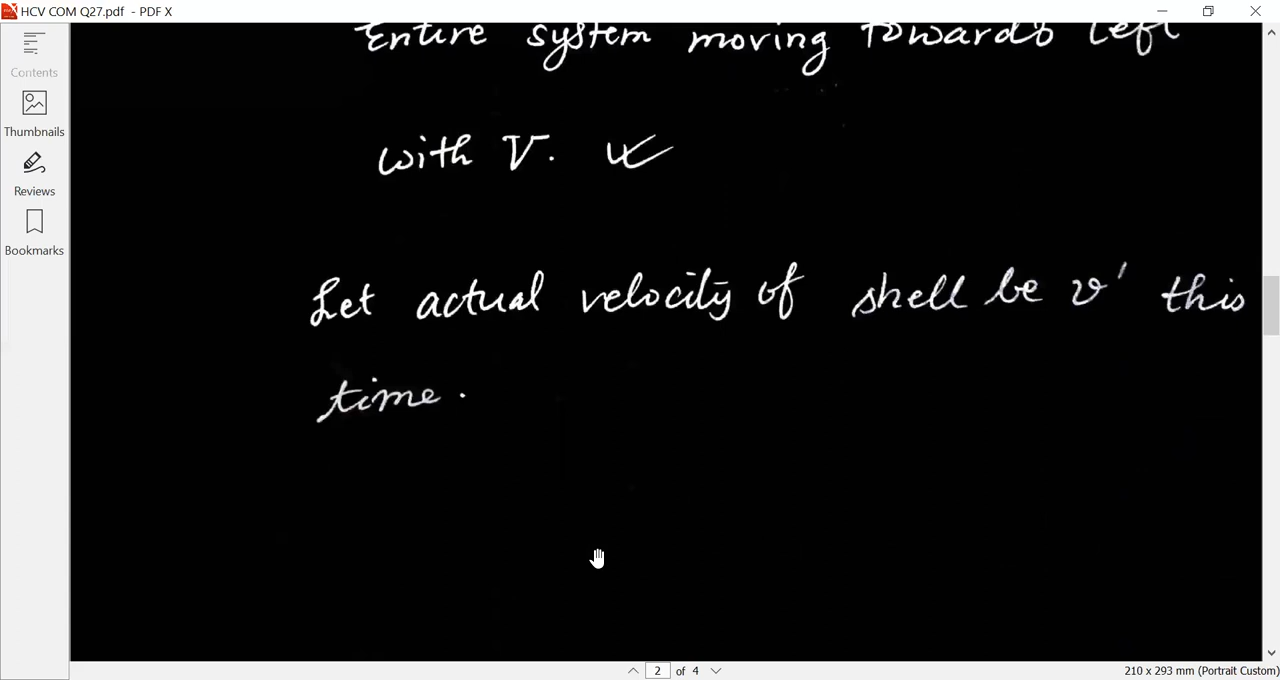 HCV COM Q27.pdf - PDF X
Contents
Thumbnails
Reviews
Bookmarks
Entire system moving towards left
with V.
Let actual velocity of shell be v' this
time.
2 of 4
210 x 293 mm (Portrait Custom)